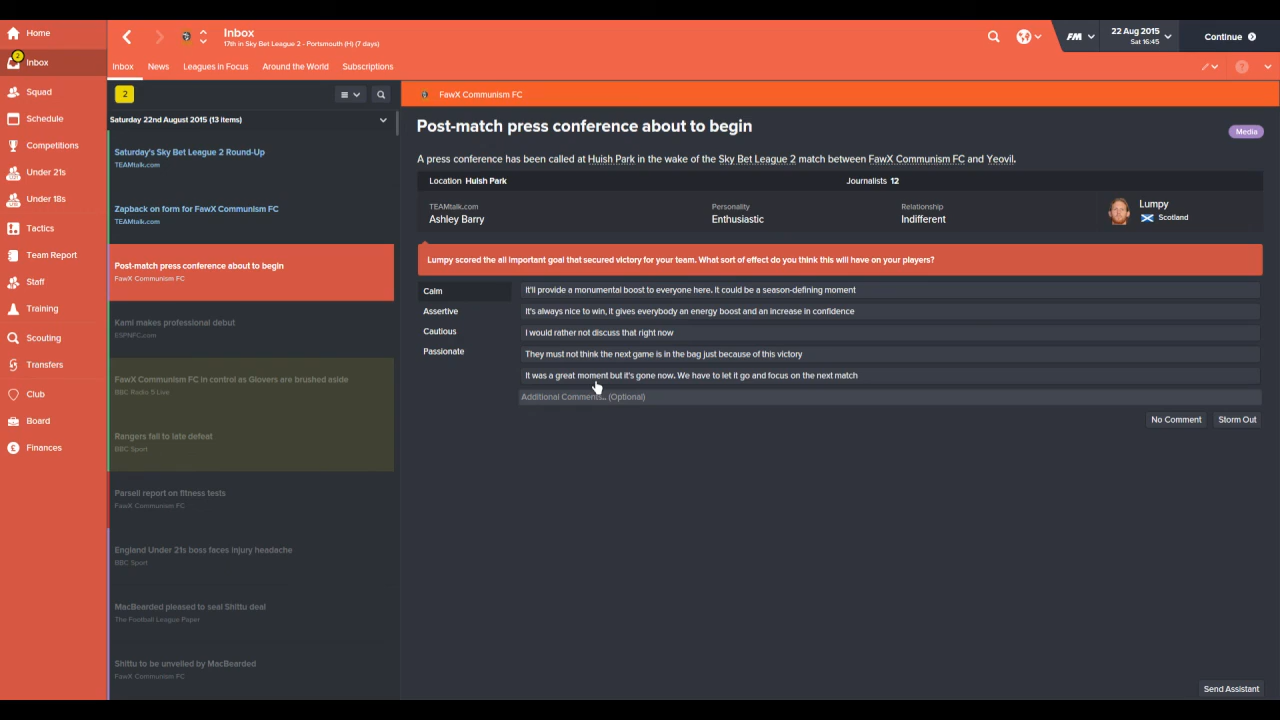 Home
2
Inbox
Squad
Schedule
Competitions
Under 21s
Under 18s
Tactics
Team Report
Staff
Training
Scouting
Transfers
Club
Board
Finances
Inbox
17th in Sky Bet League 2 - Portsmouth (H) (7 days)
FM
22 Aug 2015
Sat 16:45
Continue
Inbox
News
Leagues in Focus
Around the World
Subscriptions
2
Saturday 22nd August 2015 (13 items)
Saturday's Sky Bet League 2 Round-Up
TEAMtalk.com
Zapback on form for FawX Communism FC
TEAMtalk.com
Post-match press conference about to begin
FawX Communism FC
Kami makes professional debut
ESPNFC.com
FawX Communism FC in control as Glovers are brushed aside
BBC Radio 5 Live
Rangers fall to late defeat
BBC Sport
Parsell report on fitness tests
FawX Communism FC
England Under 21s boss faces injury headache
BBC Sport
MacBearded pleased to seal Shittu deal
The Football League Paper
Shittu to be unveiled by MacBearded
FawX Communism FC
FawX Communism FC
Post-match press conference about to begin
Media
A press conference has been called at Huish Park in the wake of the Sky Bet League 2 match between FawX Communism FC and Yeovil.
Location Huish Park
Journalists 12
TEAMtalk.com
Ashley Barry
Personality
Enthusiastic
Relationship
Indifferent
Lumpy
Scotland
Lumpy scored the all important goal that secured victory for your team. What sort of effect do you think this will have on your players?
Calm
Assertive
Cautious
Passionate
It'll provide a monumental boost to everyone here. It could be a season-defining moment
It's always nice to win, it gives everybody an energy boost and an increase in confidence
I would rather not discuss that right now
They must not think the next game is in the bag just because of this victory
It was a great moment but it's gone now. We have to let it go and focus on the next match
Additional Comments.. (Optional)
No Comment
Storm Out
Send Assistant